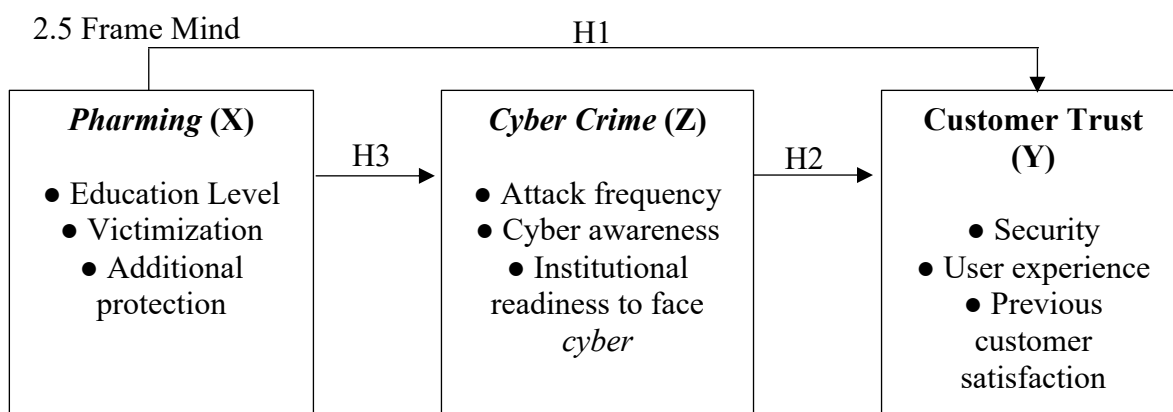 2.5 Frame Mind
H1
Pharming (X)
● Education Level
● Victimization
● Additional
protection
H3
Cyber Crime (Z)
● Attack frequency
● Cyber awareness
● Institutional
readiness to face
cyber
H2
Customer Trust
(Y)
● Security
● User experience
● Previous
customer
satisfaction